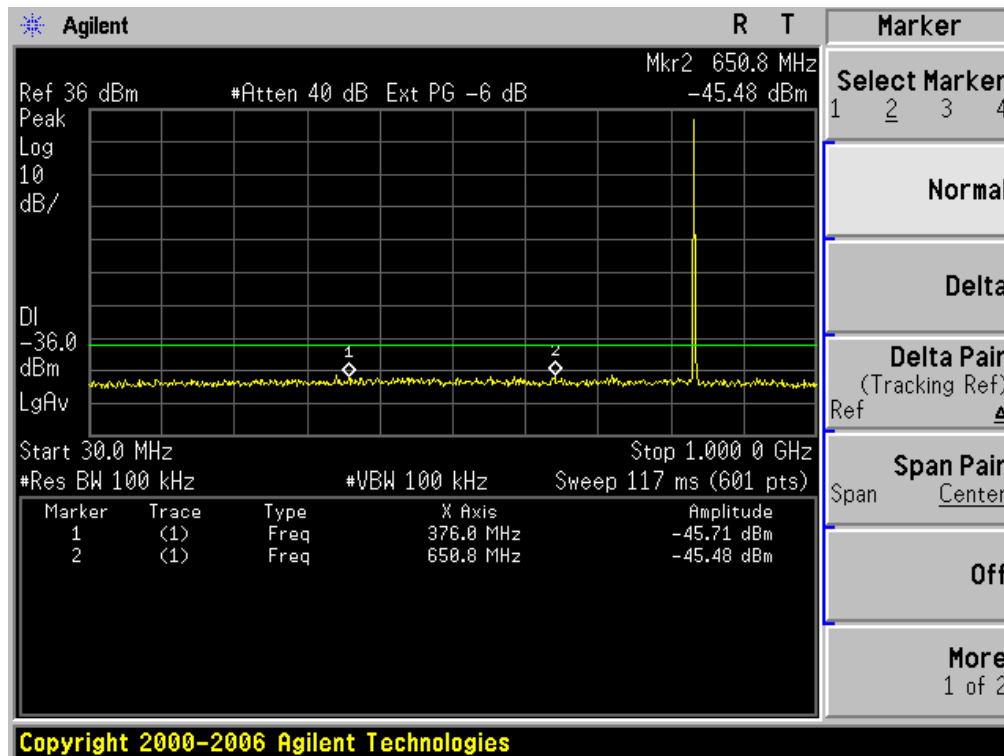 Agilent R T
Mkr2 650.8 MHz
Ref 36 dBm #Atten 40 dB Ext PG -6 dB -45.48 dBm
Peak
Log
10
dB/
DI
-36.0
dBm
LgAv
1
2
Start 30.0 MHz Stop 1.000 0 GHz
#Res BW 100 kHz #VBW 100 kHz Sweep 117 ms (601 pts)
Marker Trace Type X Axis Amplitude
1 (1) Freq 376.0 MHz -45.71 dBm
2 (1) Freq 650.8 MHz -45.48 dBm
Copyright 2000-2006 Agilent Technologies
Marker
Select Marker
1 2 3 4
Normal
Delta
Delta Pair
(Tracking Ref)
Ref Δ
Span Pair
Span Center
Off
More
1 of 2